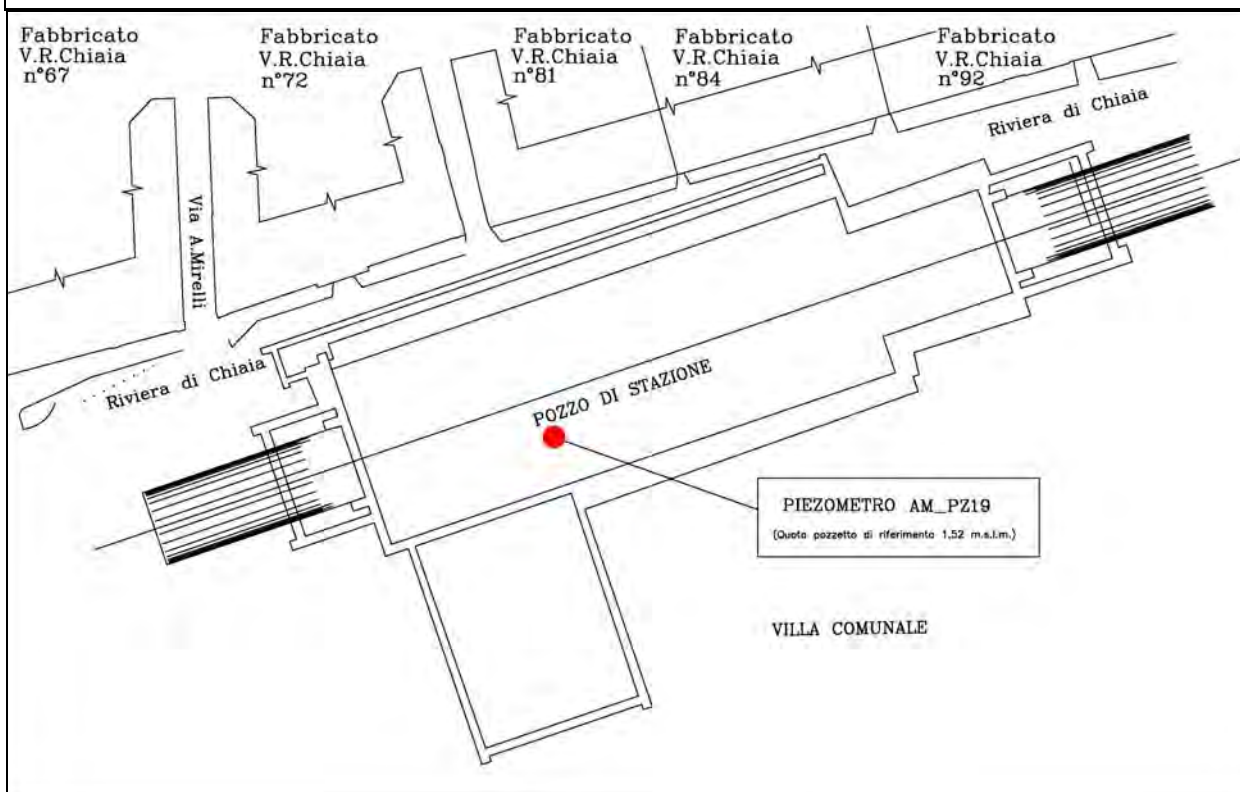 Fabbricato
V.R.Chiaia
n°67
Fabbricato
V.R.Chiaia
n°72
Fabbricato
V.R.Chiaia
n°81
Fabbricato
V.R.Chiaia
n°84
Fabbricato
V.R.Chiaia
n°92
Riviera di Chiaia
Via A.Mirelli
Riviera di Chiaia
POZZO DI STAZIONE
PIEZOMETRO AM_PZ19
(Quota pozzetto di riferimento 1,52 m.s.l.m.)
VILLA COMUNALE